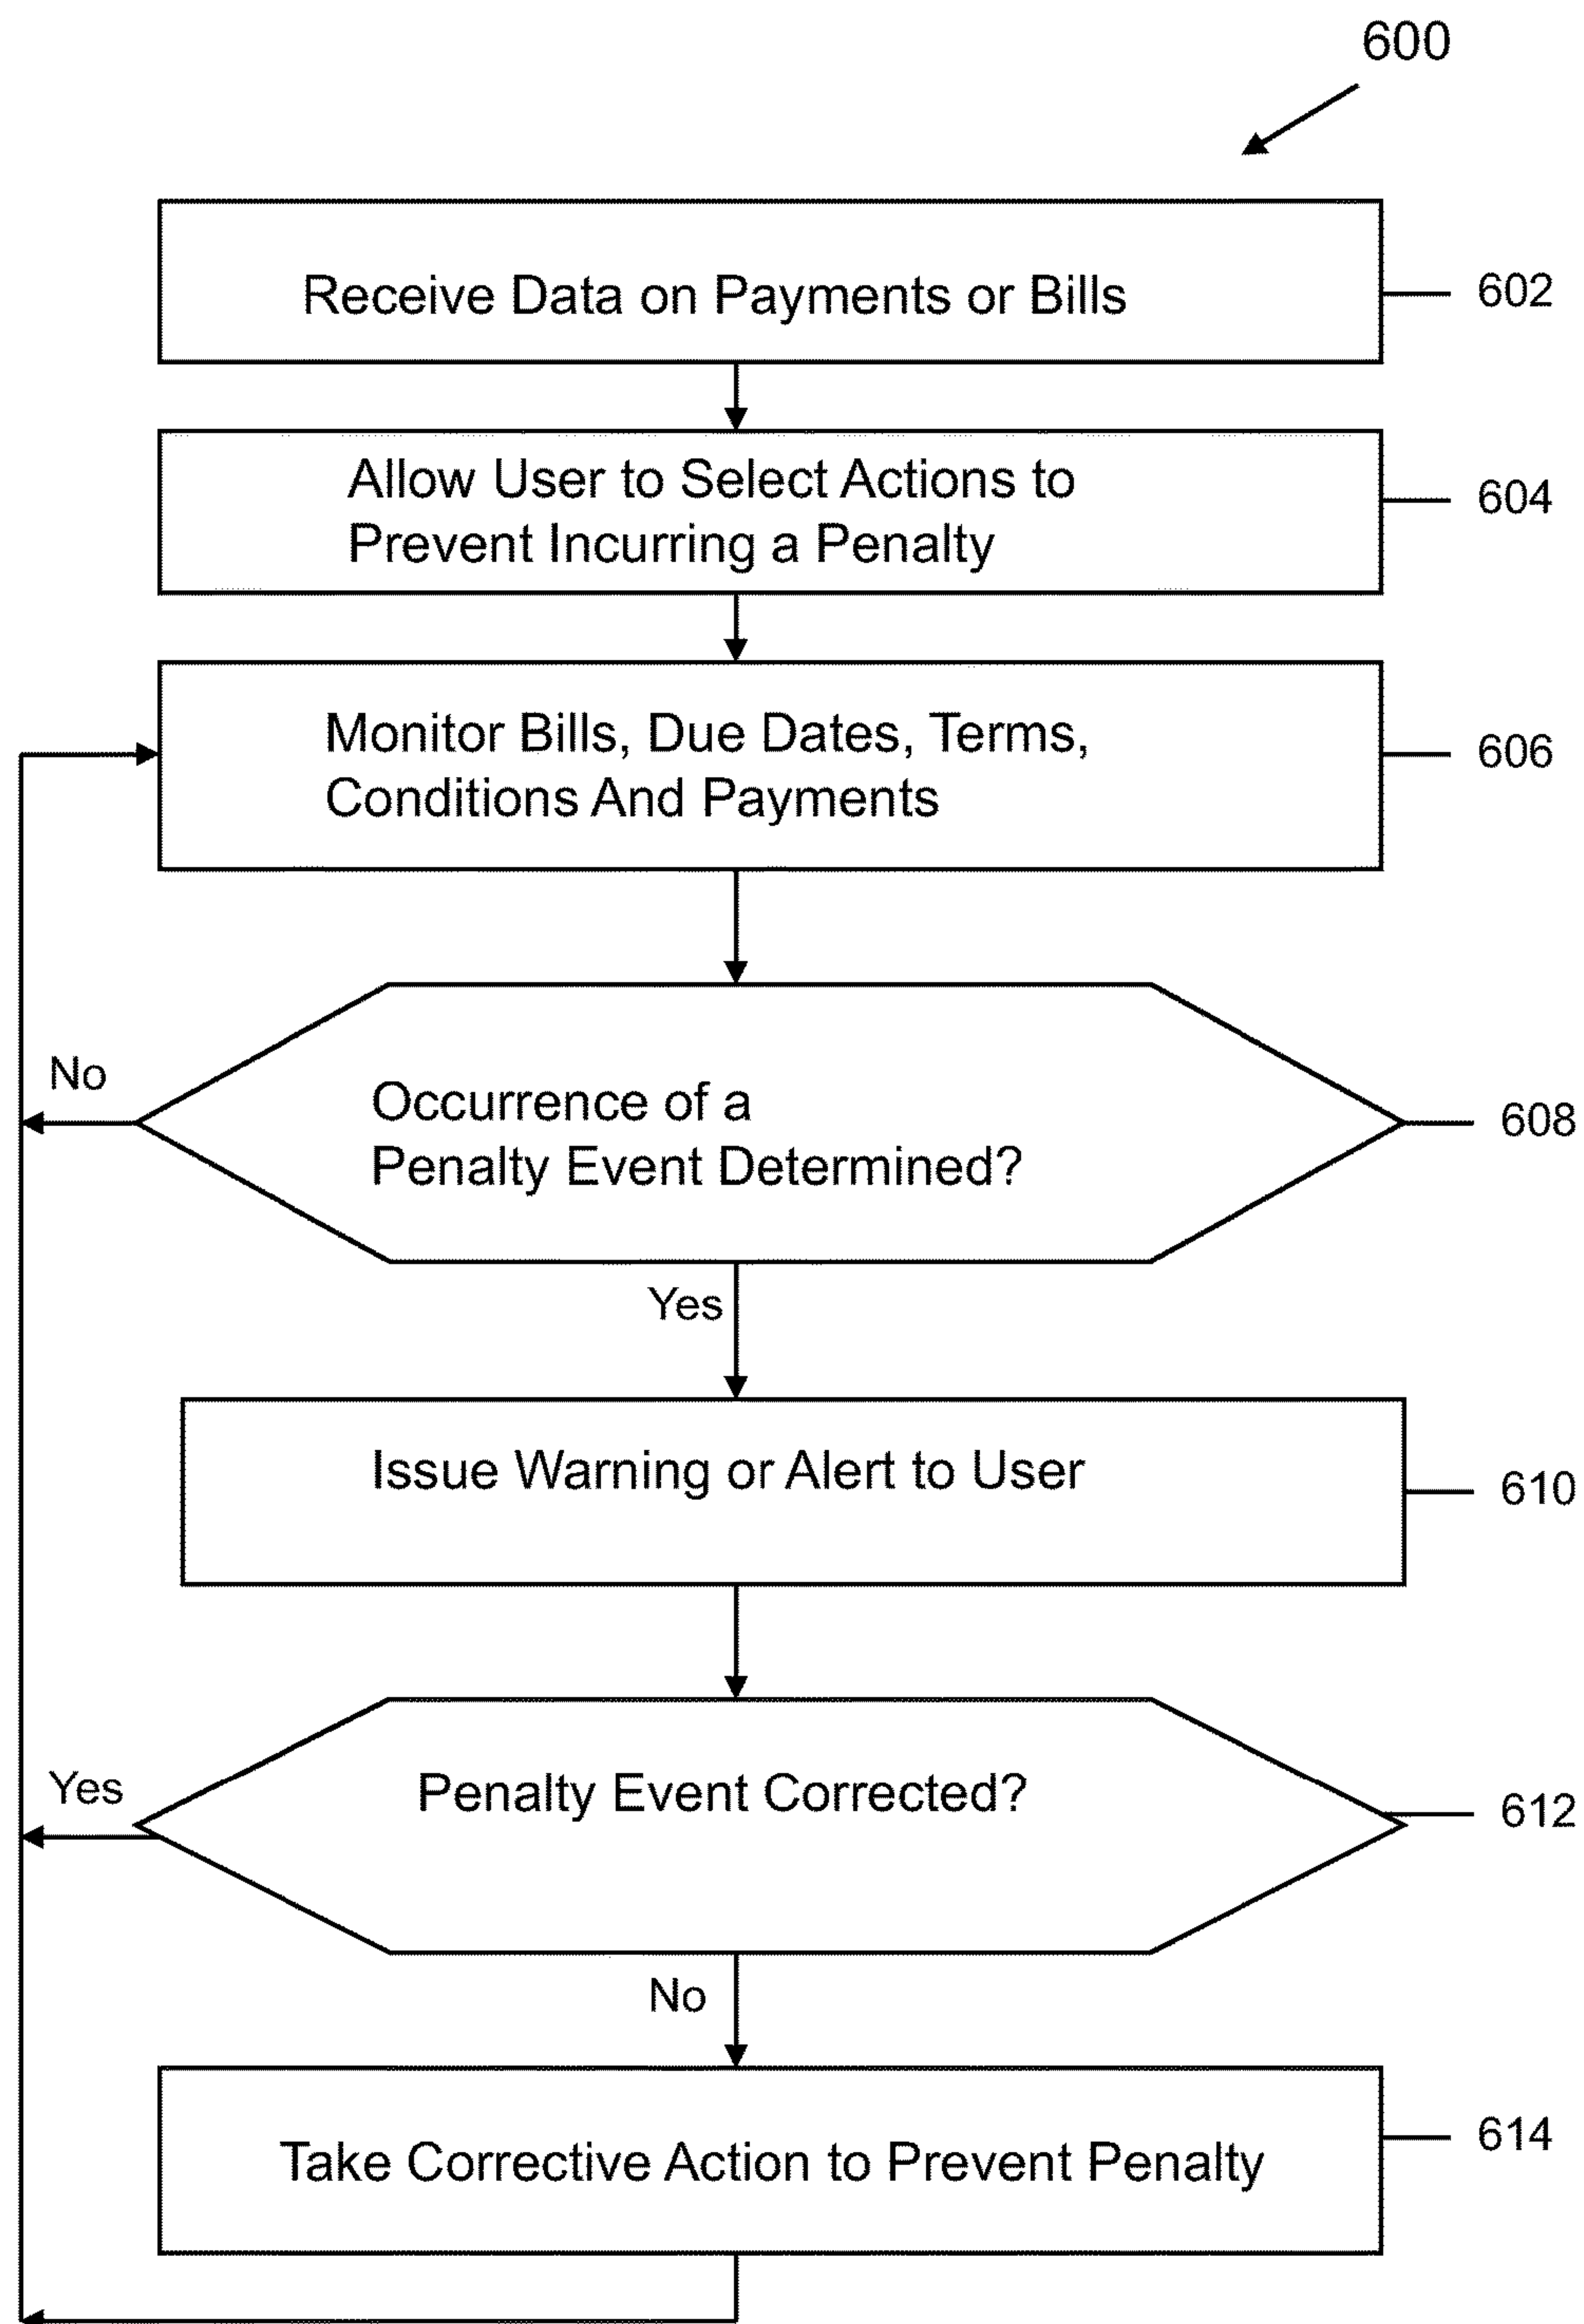 600
Receive Data on Payments or Bills
602
Allow User to Select Actions to
Prevent Incurring a Penalty
604
Monitor Bills, Due Dates, Terms,
Conditions And Payments
606
No
Occurrence of a
Penalty Event Determined?
608
Yes
Issue Warning or Alert to User
610
Yes
Penalty Event Corrected?
612
No
Take Corrective Action to Prevent Penalty
614